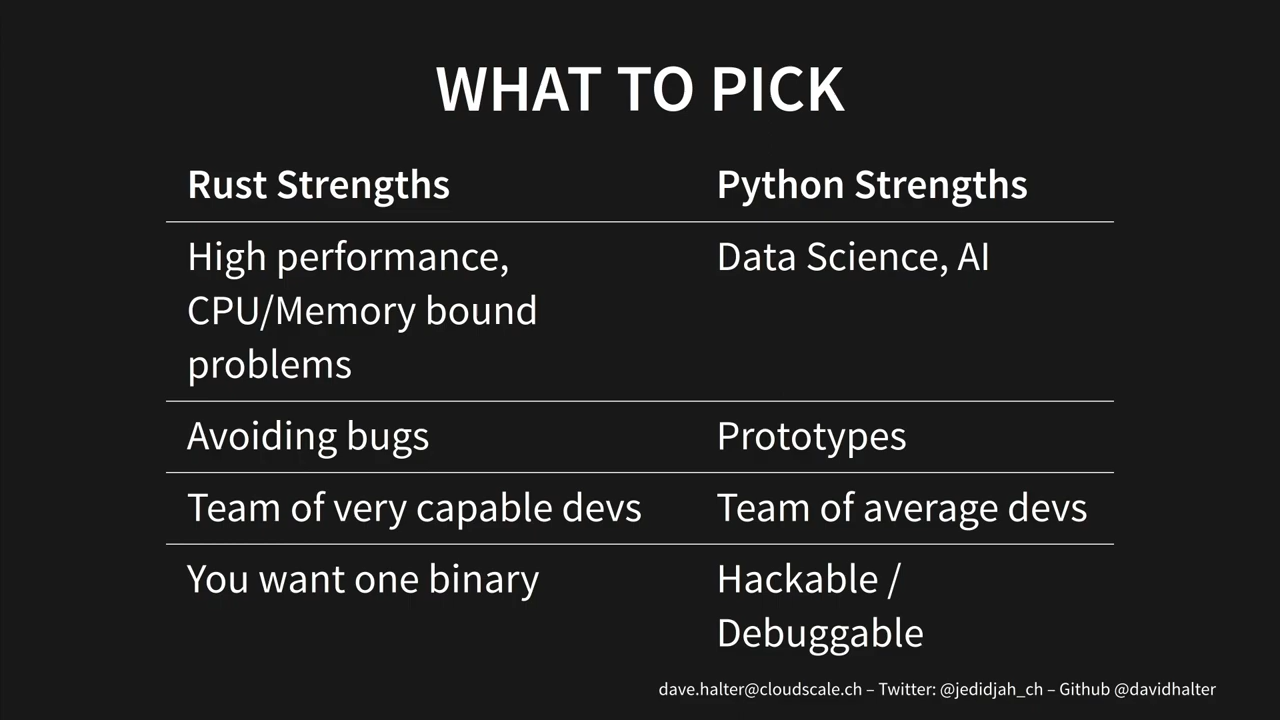 WHAT TO PICK
Rust Strengths
Python Strengths
High performance,
CPU/Memory bound
problems
Data Science, AI
Avoiding bugs
Prototypes
Team of very capable devs
Team of average devs
You want one binary
Hackable /
Debuggable
dave.halter@cloudscale.ch – Twitter: @jedidjah_ch – Github @davidhalter